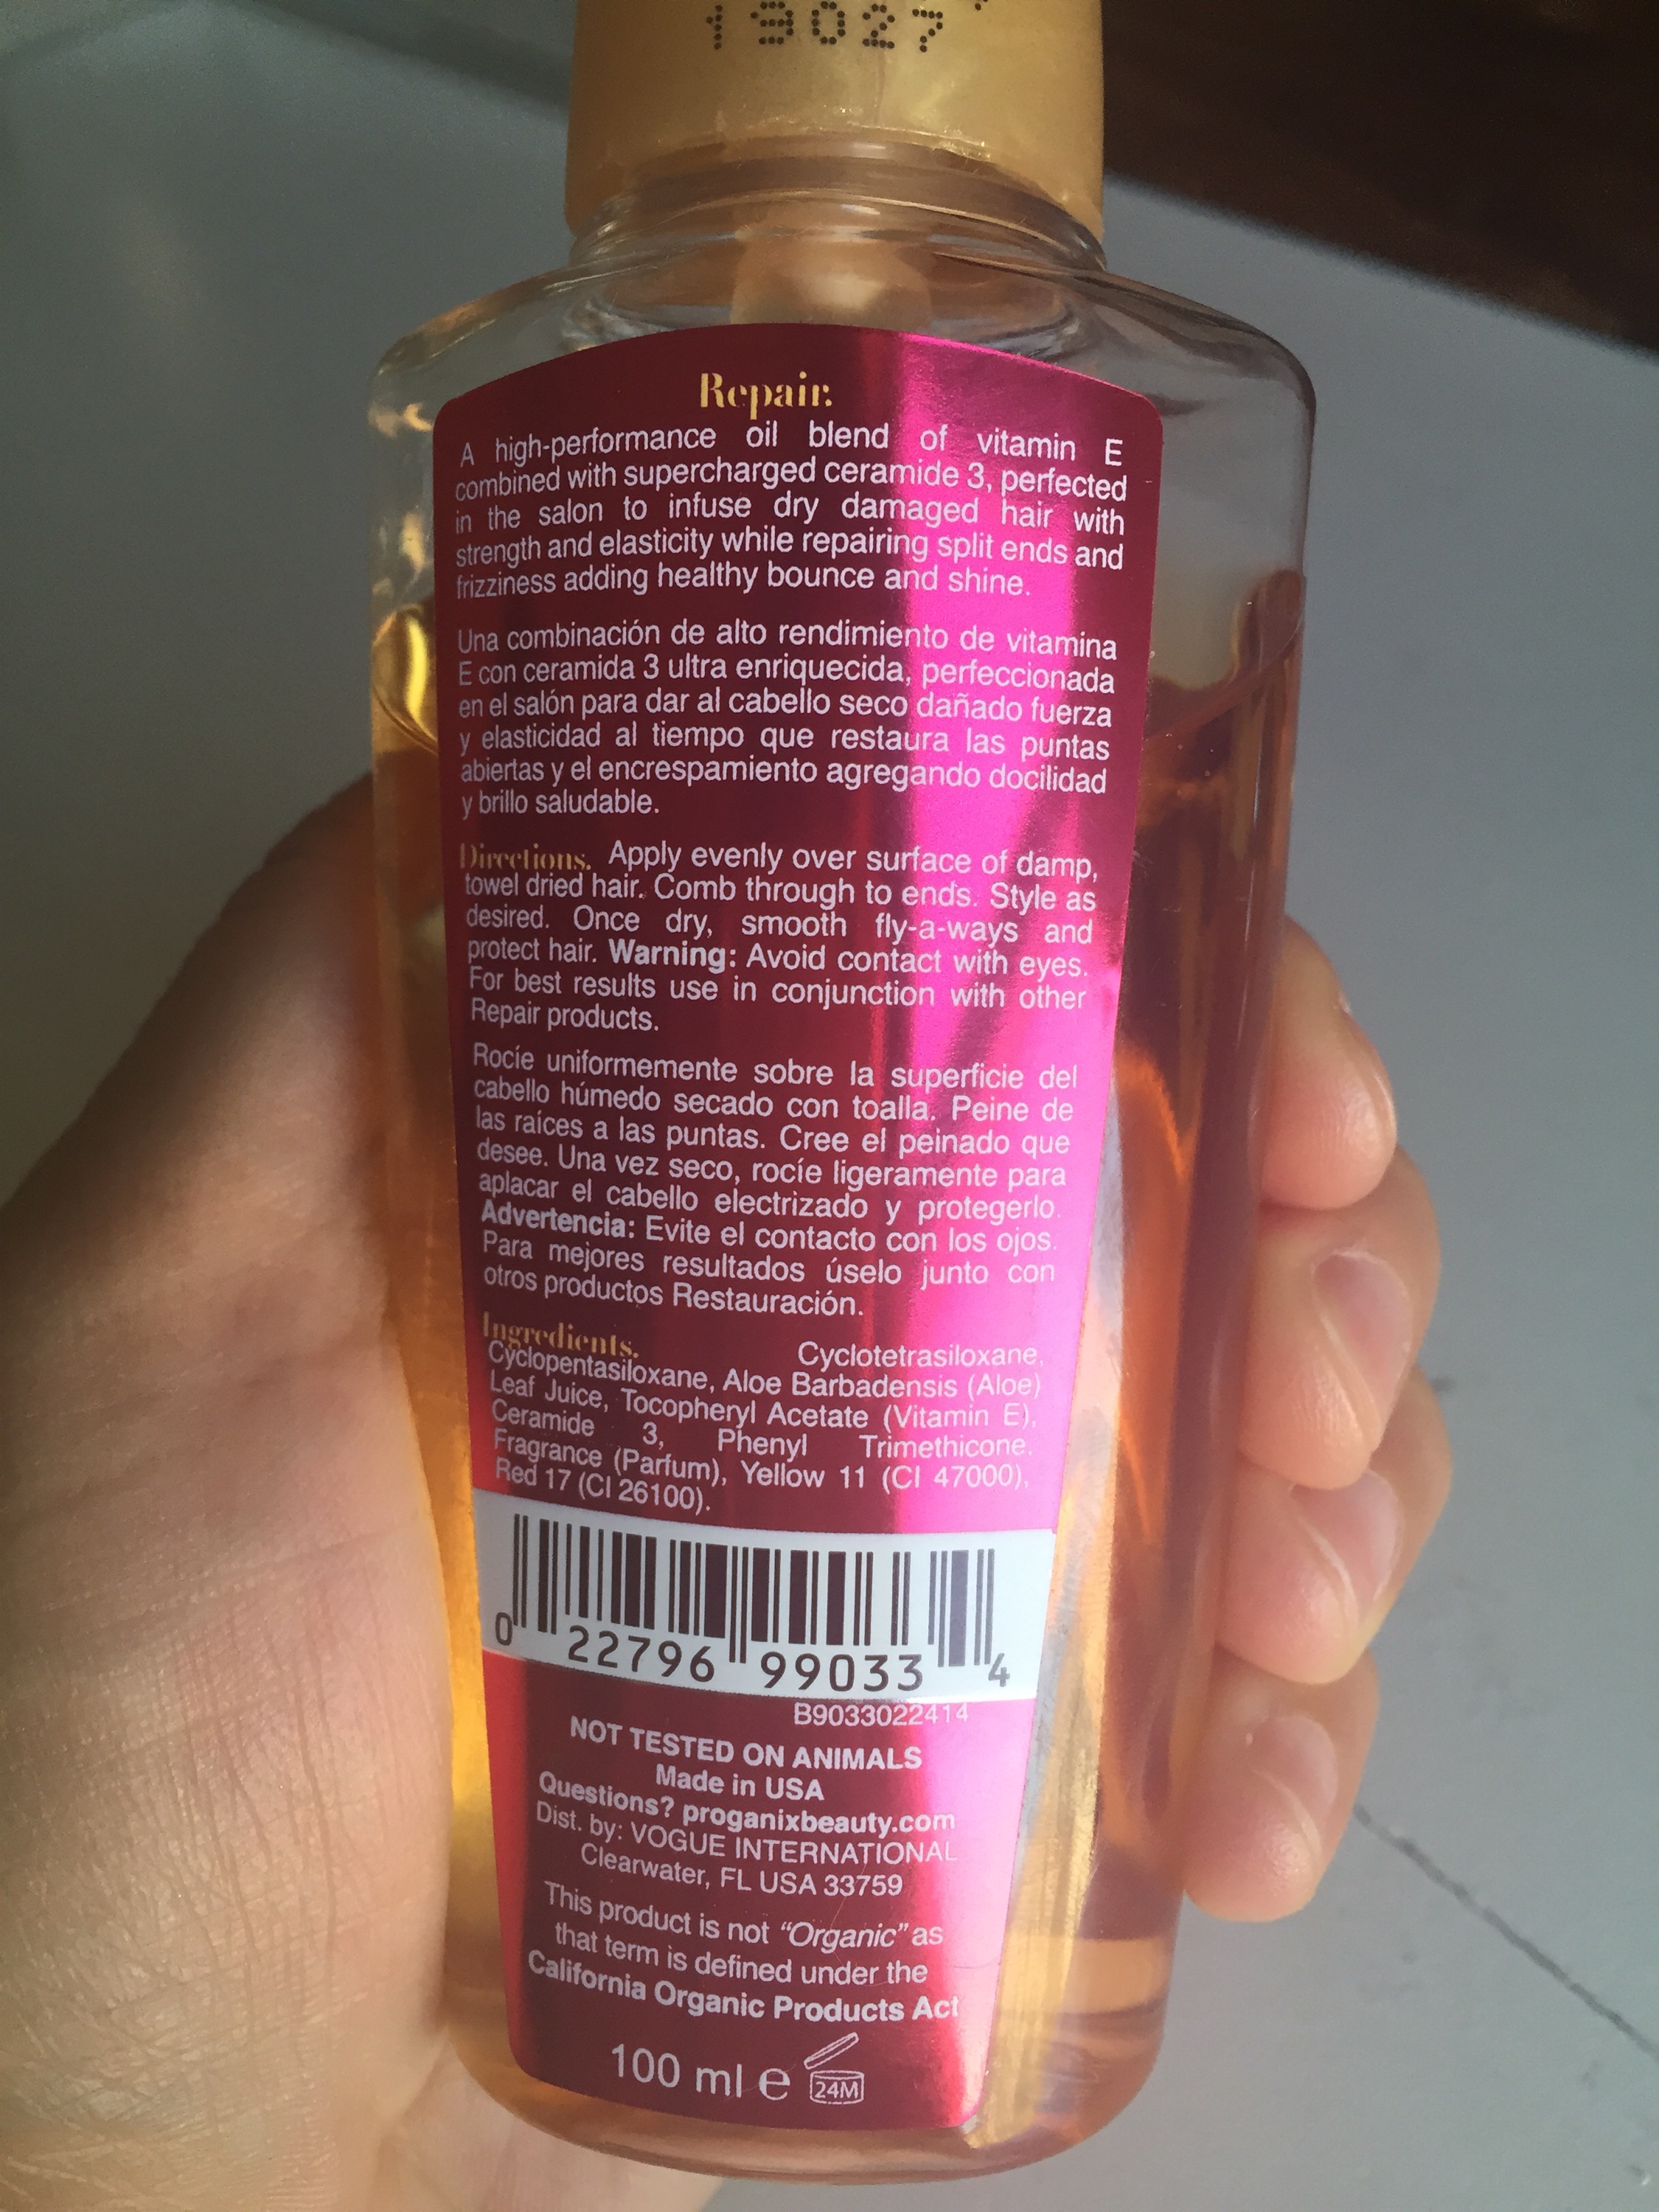 19027
Repair.
A high-performance oil blend of vitamin E
combined with supercharged ceramide 3, perfected
in the salon to infuse dry damaged hair with
strength and elasticity while repairing split ends and
frizziness adding healthy bounce and shine.
Una combinación de alto rendimiento de vitamina
E con ceramida 3 ultra enriquecida, perfeccionada
en el salón para dar al cabello seco dañado fuerza
y elasticidad al tiempo que restaura las puntas
abiertas y el encrespamiento agregando docilidad
y brillo saludable.
Directions. Apply evenly over surface of damp,
towel dried hair. Comb through to ends. Style as
desired. Once dry, smooth fly-a-ways and
protect hair. Warning: Avoid contact with eyes.
For best results use in conjunction with other
Repair products.
Rocíe uniformemente sobre la superficie del
cabello húmedo secado con toalla. Peine de
las raíces a las puntas. Cree el peinado que
desee. Una vez seco, rocíe ligeramente para
aplacar el cabello electrizado y protegerlo.
Advertencia: Evite el contacto con los ojos.
Para mejores resultados úselo junto con
otros productos Restauración.
Ingredients. Cyclotetrasiloxane,
Cyclopentasiloxane, Aloe Barbadensis (Aloe)
Leaf Juice, Tocopheryl Acetate (Vitamin E),
Ceramide 3, Phenyl Trimethicone.
Fragrance (Parfum), Yellow 11 (CI 47000),
Red 17 (CI 26100).
0 22796 99033 4
B9033022414
NOT TESTED ON ANIMALS
Made in USA
Questions? proganixbeauty.com
Dist. by: VOGUE INTERNATIONAL
Clearwater, FL USA 33759
This product is not “Organic” as
that term is defined under the
California Organic Products Act
100 ml e 24M